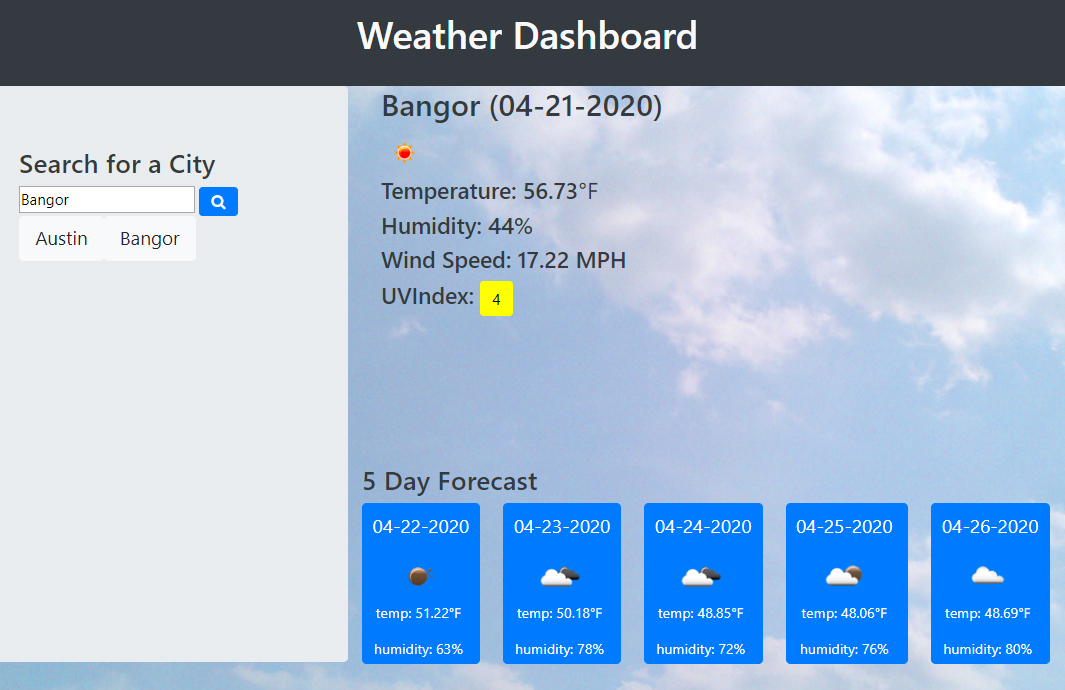 Weather Dashboard
Search for a City
Bangor
Austin Bangor
Bangor (04-21-2020)
Temperature: 56.73°F
Humidity: 44%
Wind Speed: 17.22 MPH
UVIndex: 4
5 Day Forecast
04-22-2020
temp: 51.22°F
humidity: 63%
04-23-2020
temp: 50.18°F
humidity: 78%
04-24-2020
temp: 48.85°F
humidity: 72%
04-25-2020
temp: 48.06°F
humidity: 76%
04-26-2020
temp: 48.69°F
humidity: 80%